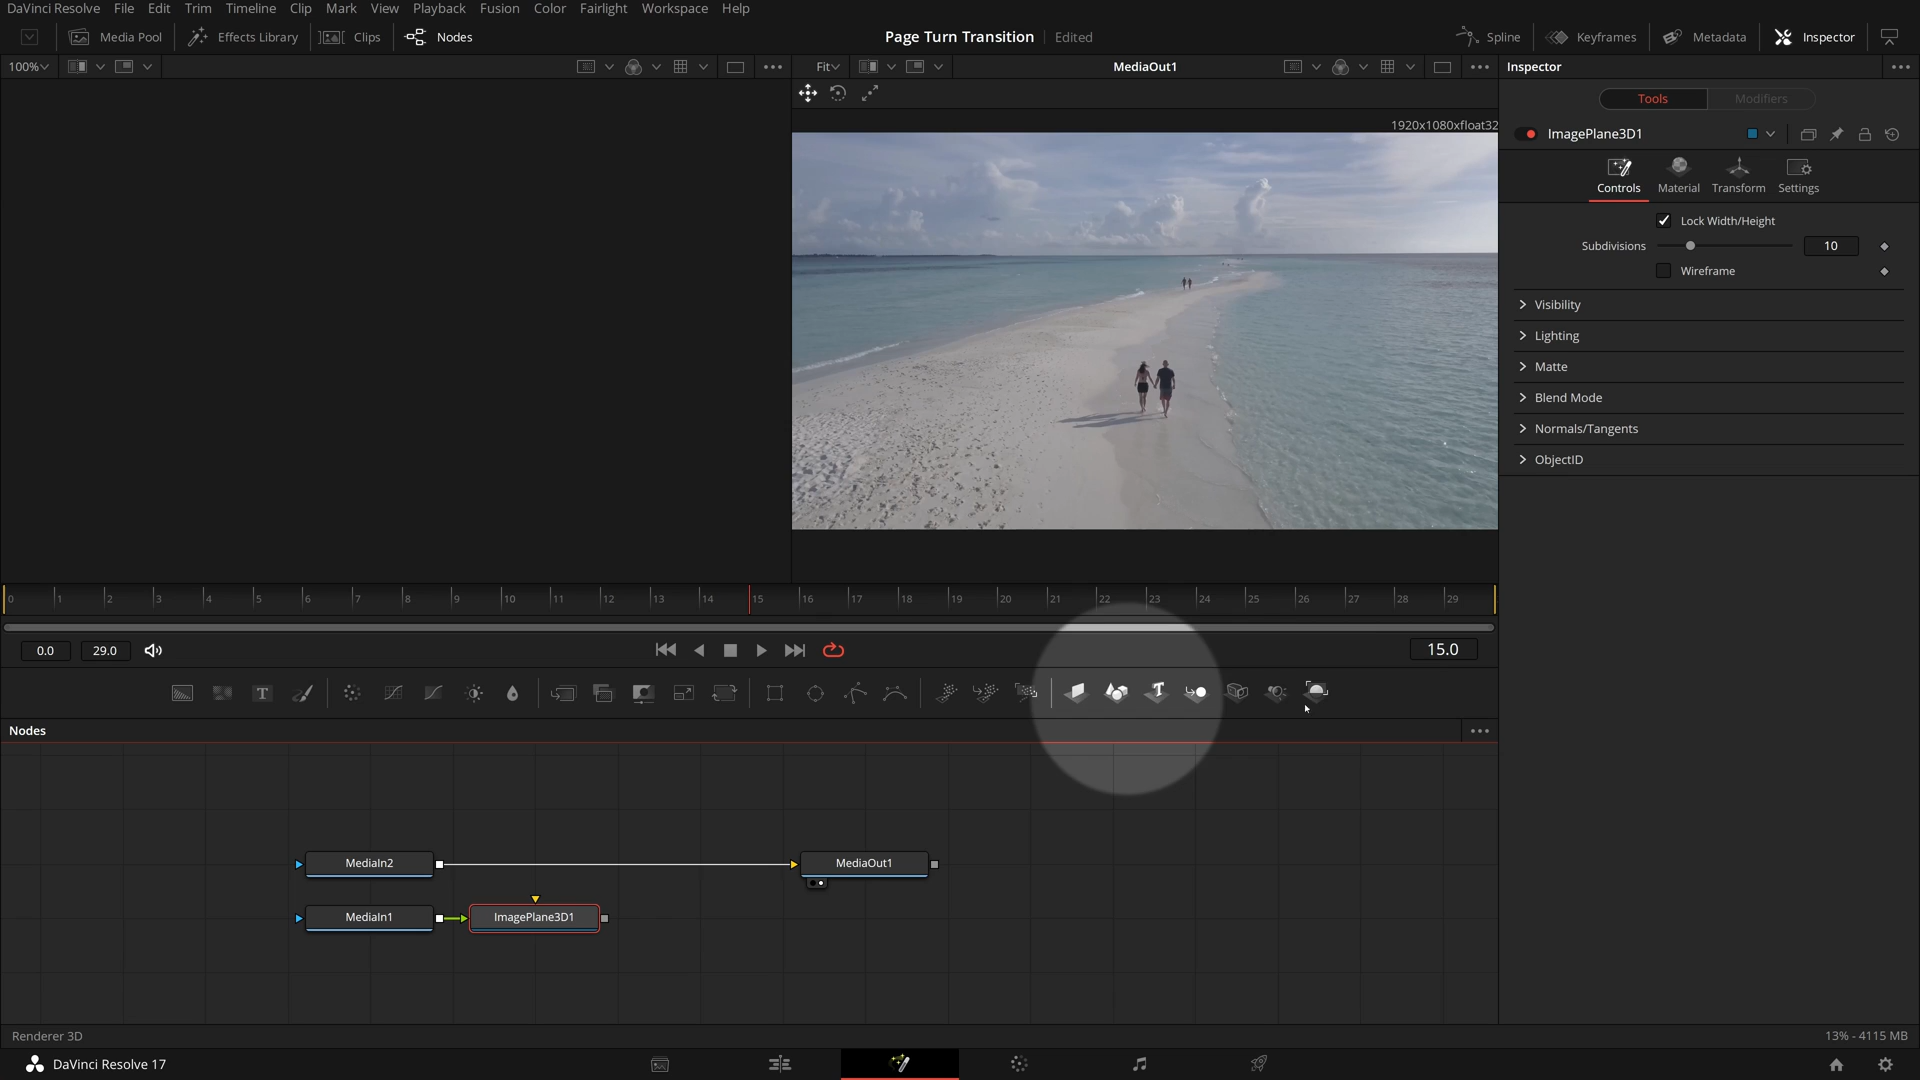 DaVinci Resolve File Edit Trim Timeline Clip Mark View Playback Fusion Color Fairlight Workspace Help
Media Pool Effects Library Clips Nodes Page Turn Transition Edited Spline Keyframes Metadata Inspector
100% Fit MediaOut1 Inspector
Tools Modifiers
1920x1080xfloat32
ImagePlane3D1
Controls Material Transform Settings
Lock Width/Height
Subdivisions 10
Wireframe
Visibility
Lighting
Matte
Blend Mode
Normals/Tangents
ObjectID
0 1 2 3 4 5 6 7 8 9 10 11 12 13 14 15 16 17 18 19 20 21 22 23 24 25 26 27 28 29
0.0 29.0 15.0
T T
Nodes
MediaIn2 MediaOut1
MediaIn1 ImagePlane3D1
Renderer 3D 13% - 4115 MB
DaVinci Resolve 17